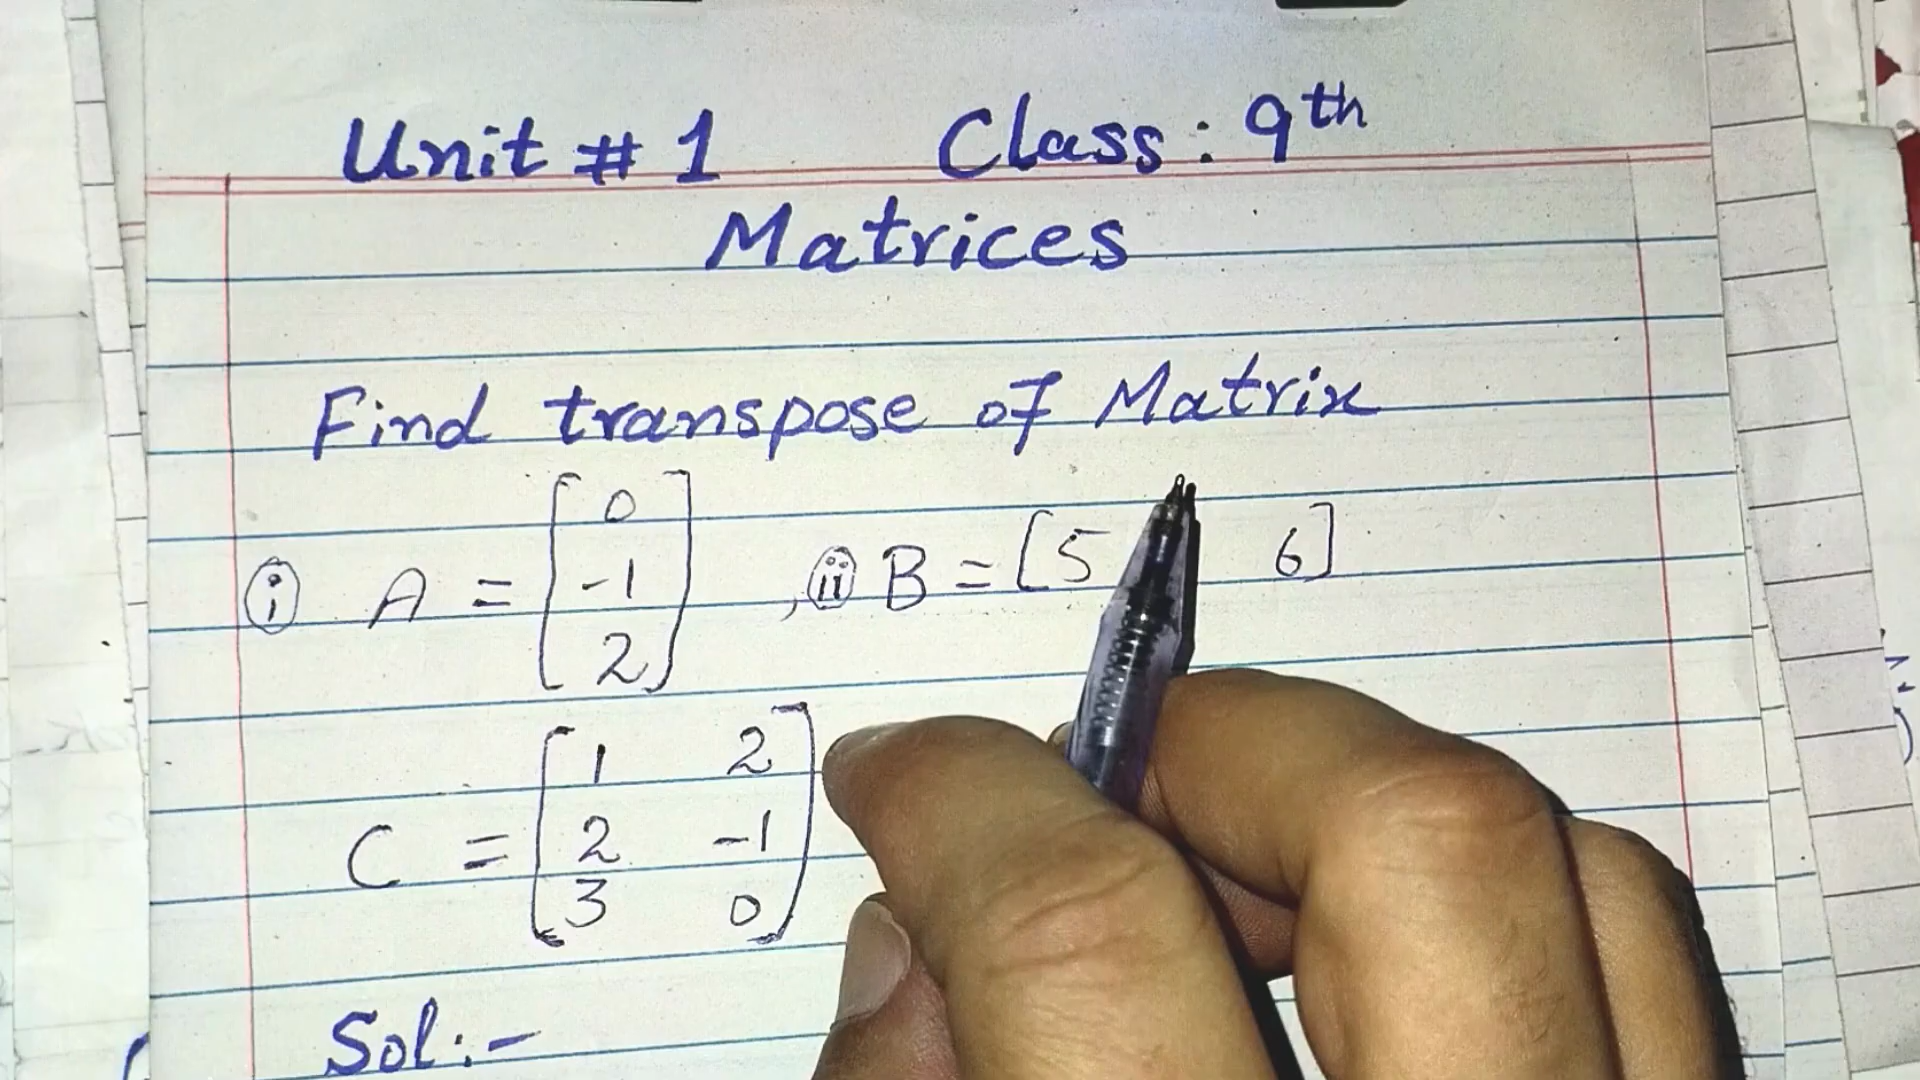 Unit # 1 Class: 9th
Matrices
Find transpose of Matrix
(i) A = [0 -1 2] , (ii) B = [5 6]
C = [1 2 2 -1 3 0]
Sol:-